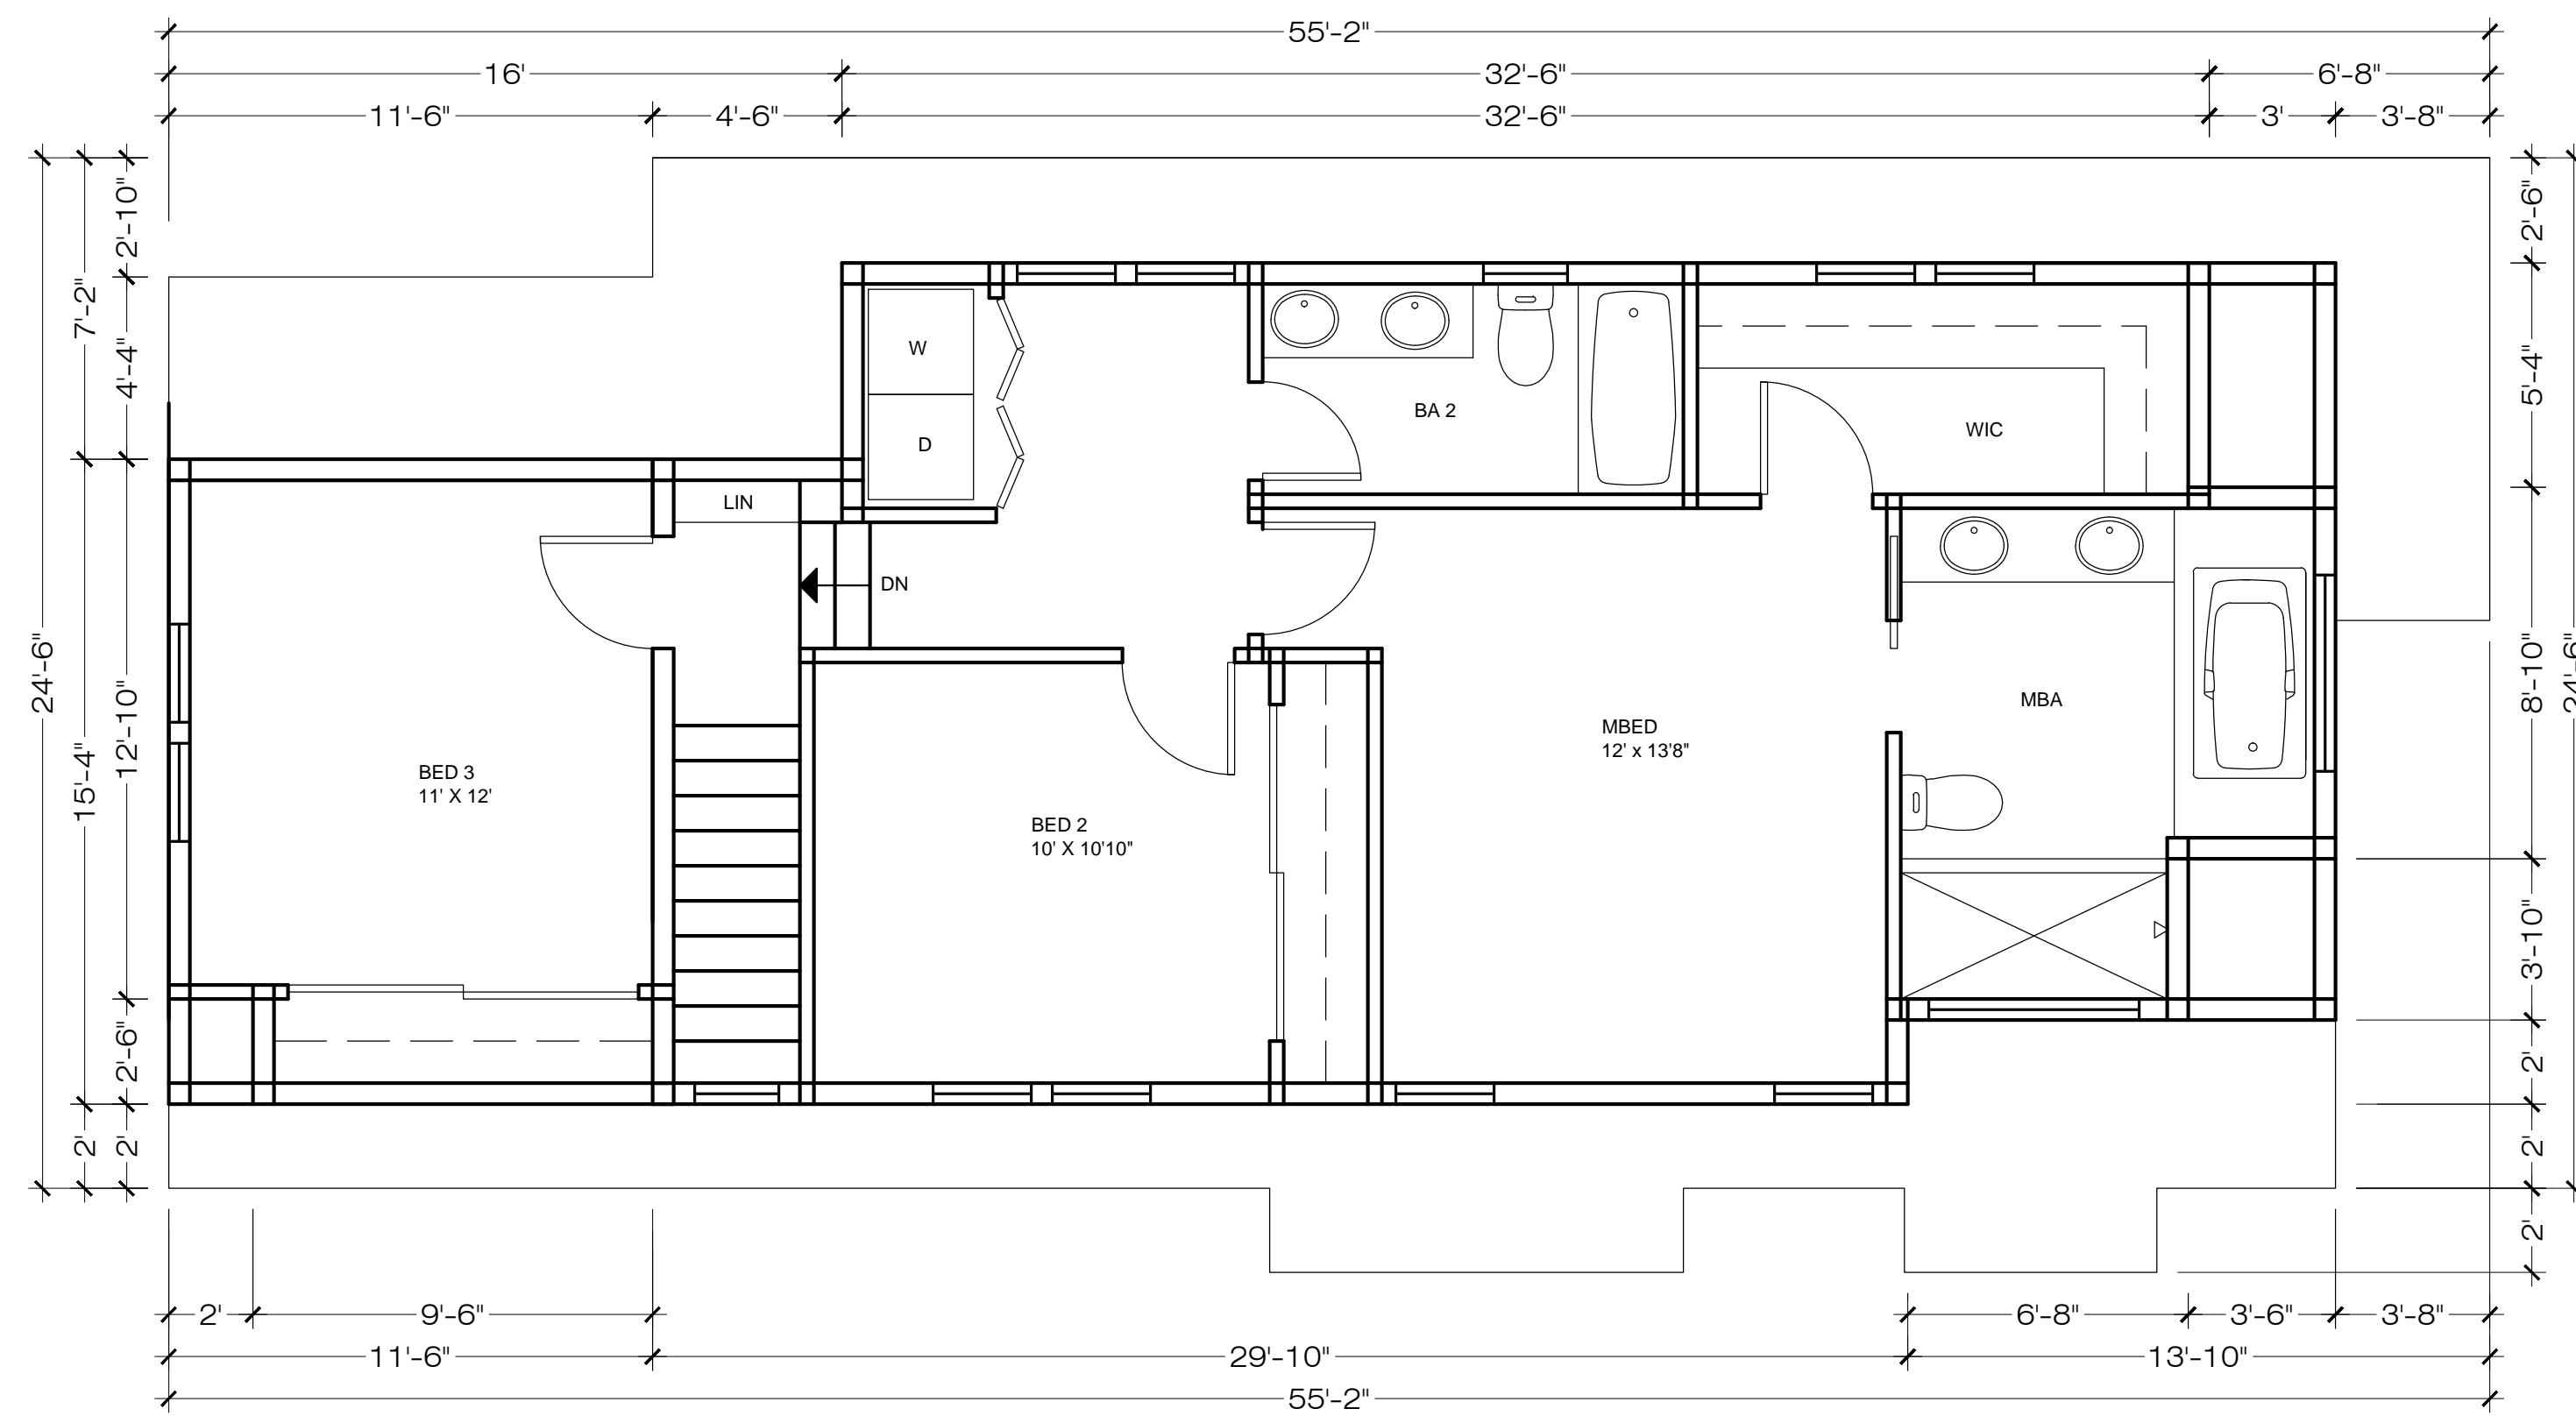 55'-2"
16' 32'-6" 6'-8"
11'-6" 4'-6" 32'-6" 3' 3'-8"
24'-6"
7'-2"
15'-4"
2'
2'-10"
4'-4"
12'-10"
2'-6"
2'
W
D
LIN
DN
BA 2
WIC
BED 3
11' X 12'
BED 2
10' X 10'10"
MBED
12' x 13'8"
MBA
2'-6"
5'-4"
8'-10"
3'-10"
2'
2'
2'
24'-6"
2' 9'-6" 6'-8" 3'-6" 3'-8"
11'-6" 29'-10" 13'-10"
55'-2"